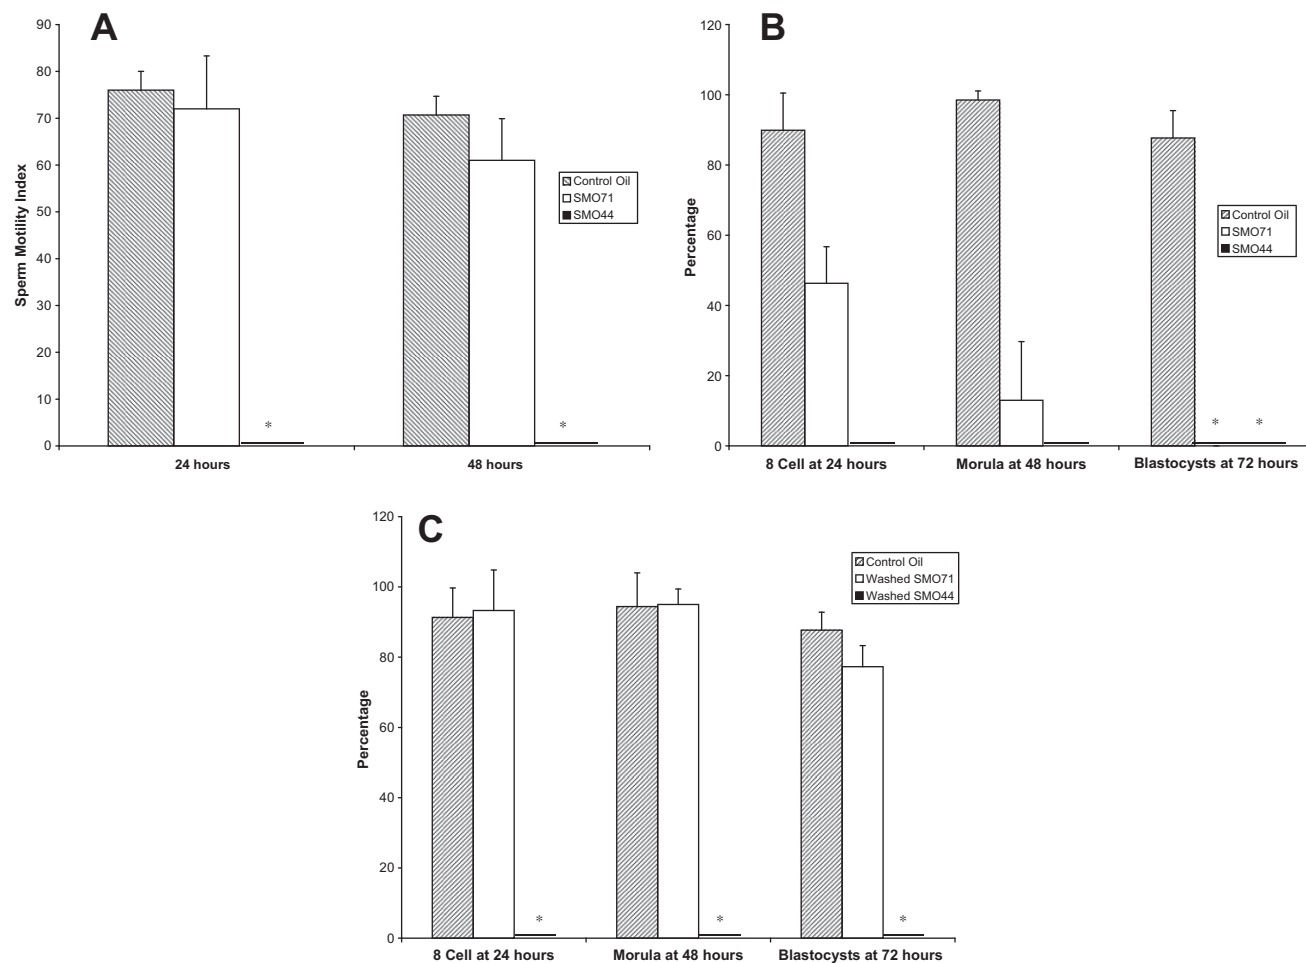 A
90
80
70
60
50
40
30
20
10
0
Sperm Motility Index
Control Oil
SMO71
SMO44
*
*
24 hours
48 hours
B
120
100
80
60
40
20
0
Percentage
Control Oil
SMO71
SMO44
*
*
8 Cell at 24 hours
Morula at 48 hours
Blastocysts at 72 hours
C
120
100
80
60
40
20
0
Percentage
Control Oil
Washed SMO71
Washed SMO44
*
*
*
8 Cell at 24 hours
Morula at 48 hours
Blastocysts at 72 hours